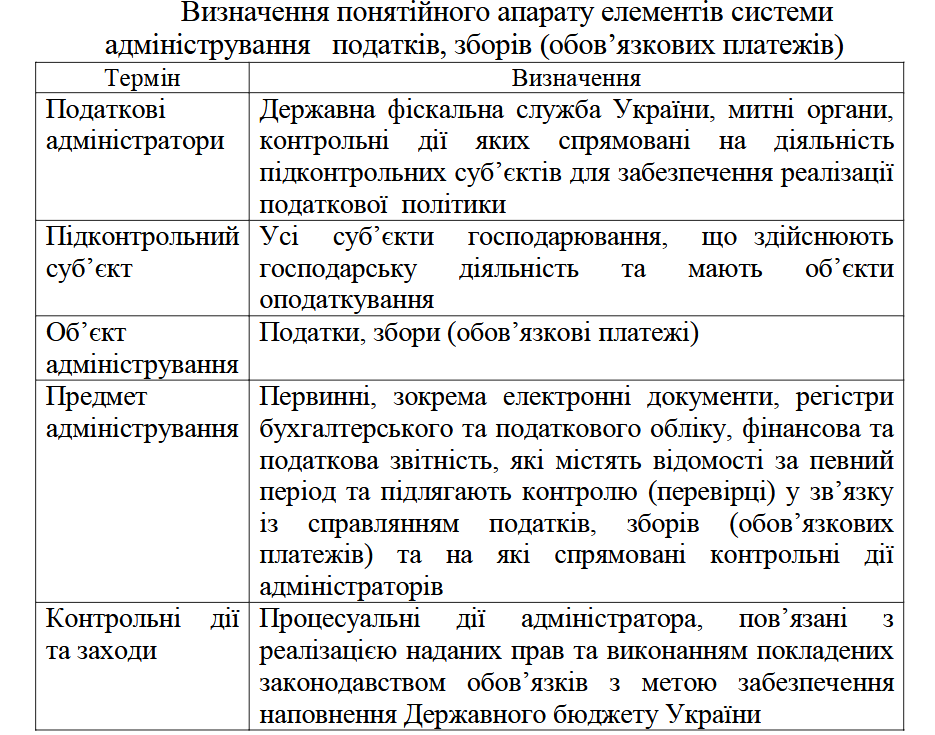 Визначення понятійного апарату елементів системи
адміністрування податків, зборів (обов’язкових платежів)
Термін
Визначення
Податкові
адміністратори
Державна фіскальна служба України, митні органи,
контрольні дії яких спрямовані на діяльність
підконтрольних суб’єктів для забезпечення реалізації
податкової політики
Підконтрольний
суб’єкт
Усі суб’єкти господарювання, що здійснюють
господарську діяльність та мають об’єкти
оподаткування
Об’єкт
адміністрування
Податки, збори (обов’язкові платежі)
Предмет
адміністрування
Первинні, зокрема електронні документи, регістри
бухгалтерського та податкового обліку, фінансова та
податкова звітність, які містять відомості за певний
період та підлягають контролю (перевірці) у зв’язку
із справлянням податків, зборів (обов’язкових
платежів) та на які спрямовані контрольні дії
адміністраторів
Контрольні дії
та заходи
Процесуальні дії адміністратора, пов’язані з
реалізацією наданих прав та виконанням покладених
законодавством обов’язків з метою забезпечення
наповнення Державного бюджету України